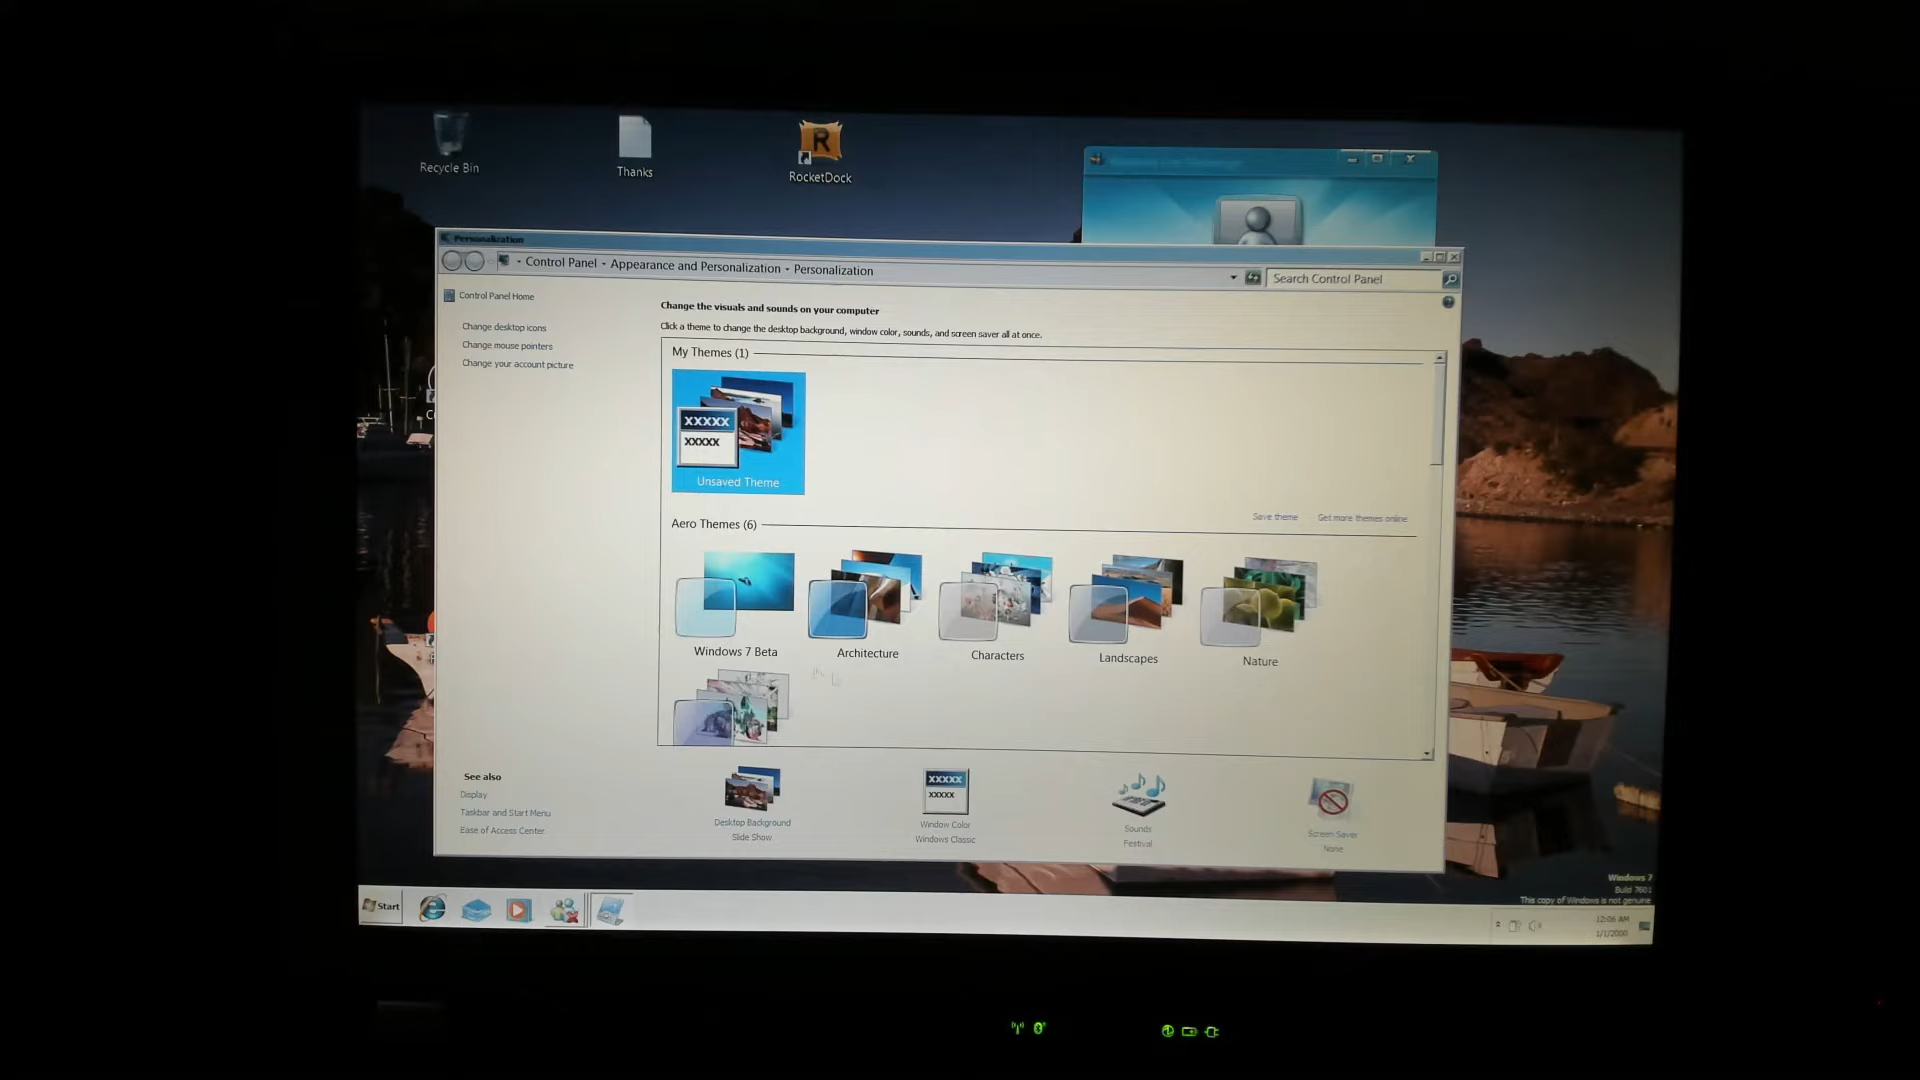 Recycle Bin
Thanks
RocketDock
Personalization
Control Panel - Appearance and Personalization - Personalization
Search Control Panel
Control Panel Home
Change desktop icons
Change mouse pointers
Change your account picture
Change the visuals and sounds on your computer
Click a theme to change the desktop background, window color, sounds, and screen saver all at once.
My Themes (1)
XXXXX
XXXXX
Unsaved Theme
Save theme
Get more themes online
Aero Themes (6)
Windows 7 Beta
Architecture
Characters
Landscapes
Nature
See also
Display
Taskbar and Start Menu
Ease of Access Center
Desktop Background
Slide Show
XXXXX
XXXXX
Window Color
Windows Classic
Sounds
Festival
Screen Saver
None
Windows 7
Build 7601
This copy of Windows is not genuine
Start
12:06 AM
1/1/2000